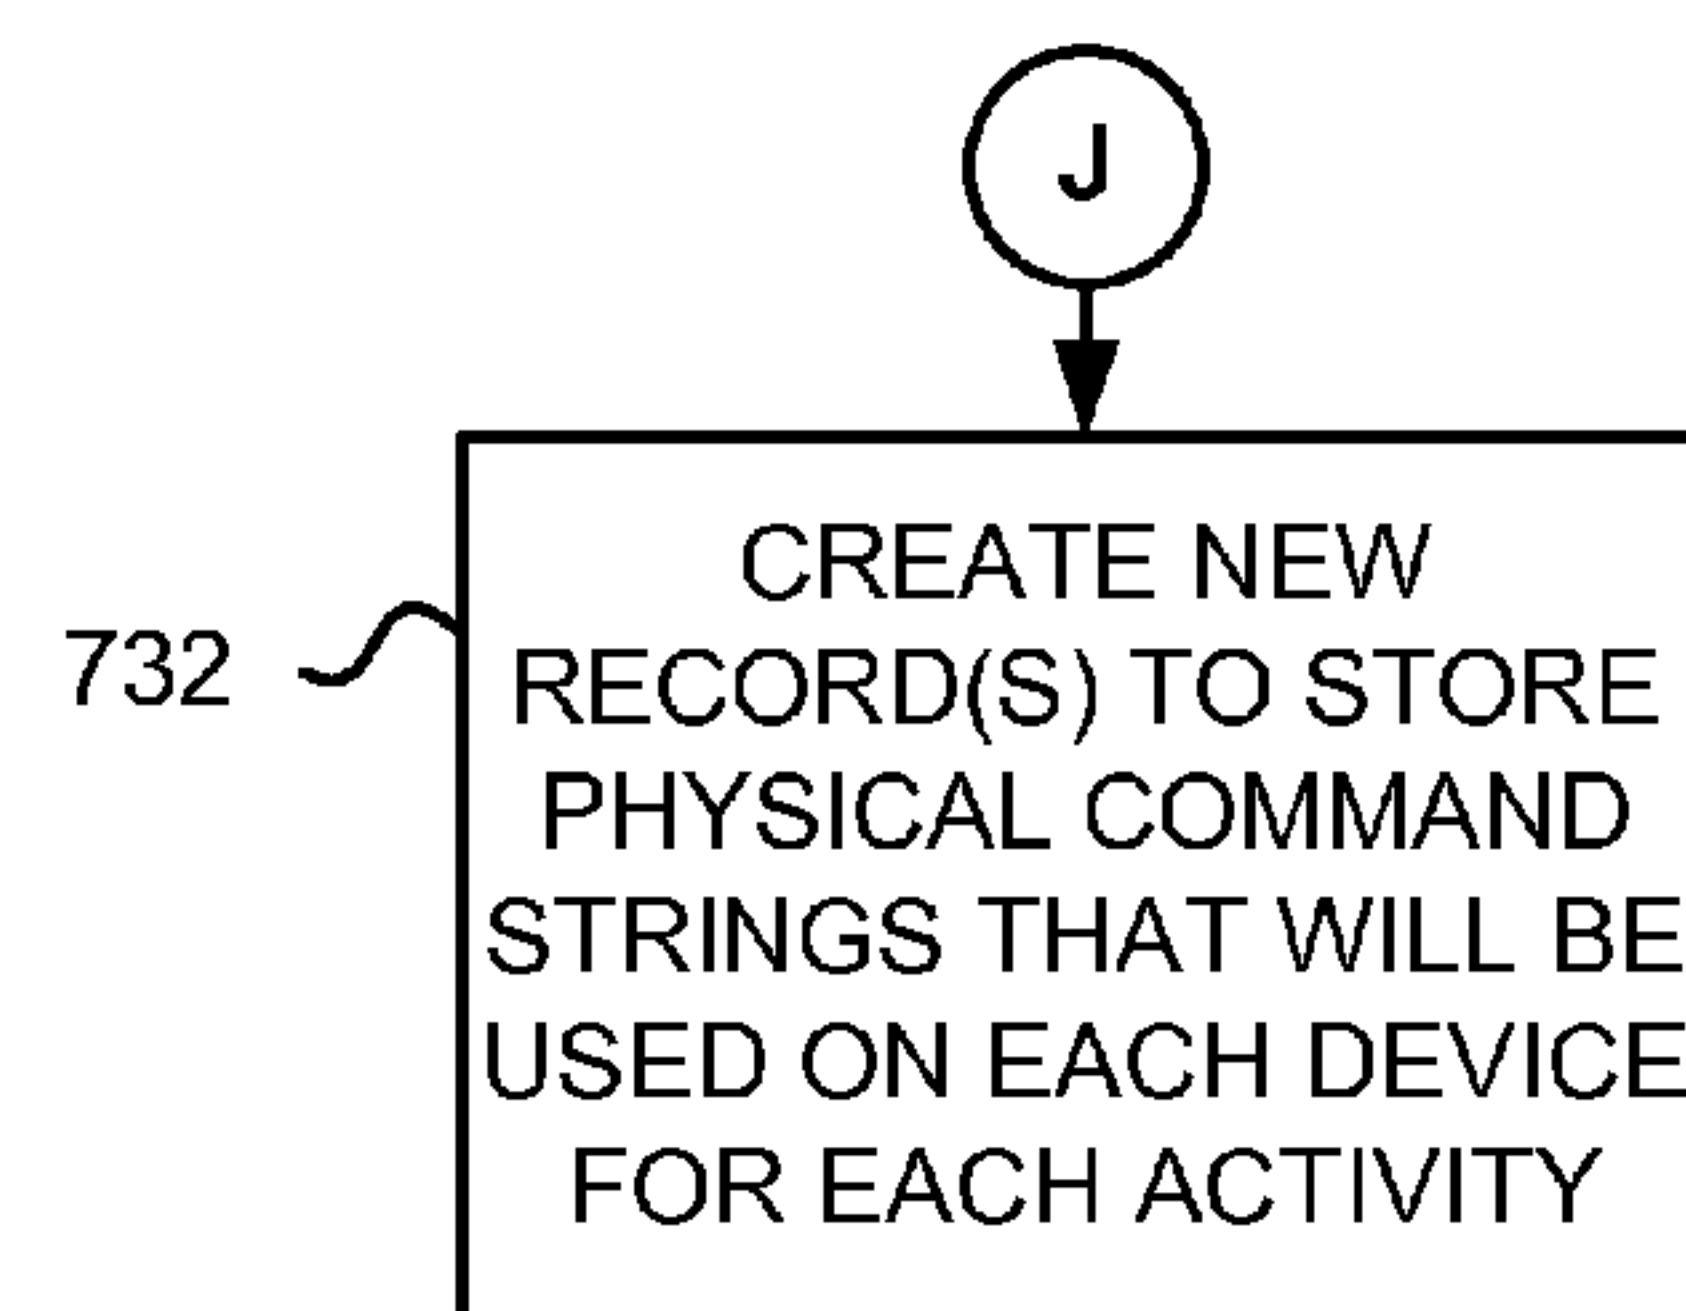 J
CREATE NEW
732
RECORD(S) TO STORE
PHYSICAL COMMAND
STRINGS THAT WILL BE
USED ON EACH DEVICE
FOR EACH ACTIVITY